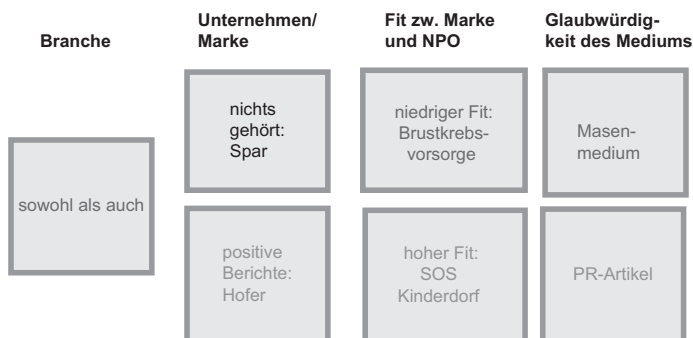 Branche
Unternehmen/
Marke
Fit zw. Marke
und NPO
Glaubwürdig-
keit des Mediums
sowohl als auch
nichts
gehört:
Spar
niedriger Fit:
Brustkrebs-
vorsorge
Masen-
medium
positive
Berichte:
Hofer
hoher Fit:
SOS
Kinderdorf
PR-Artikel